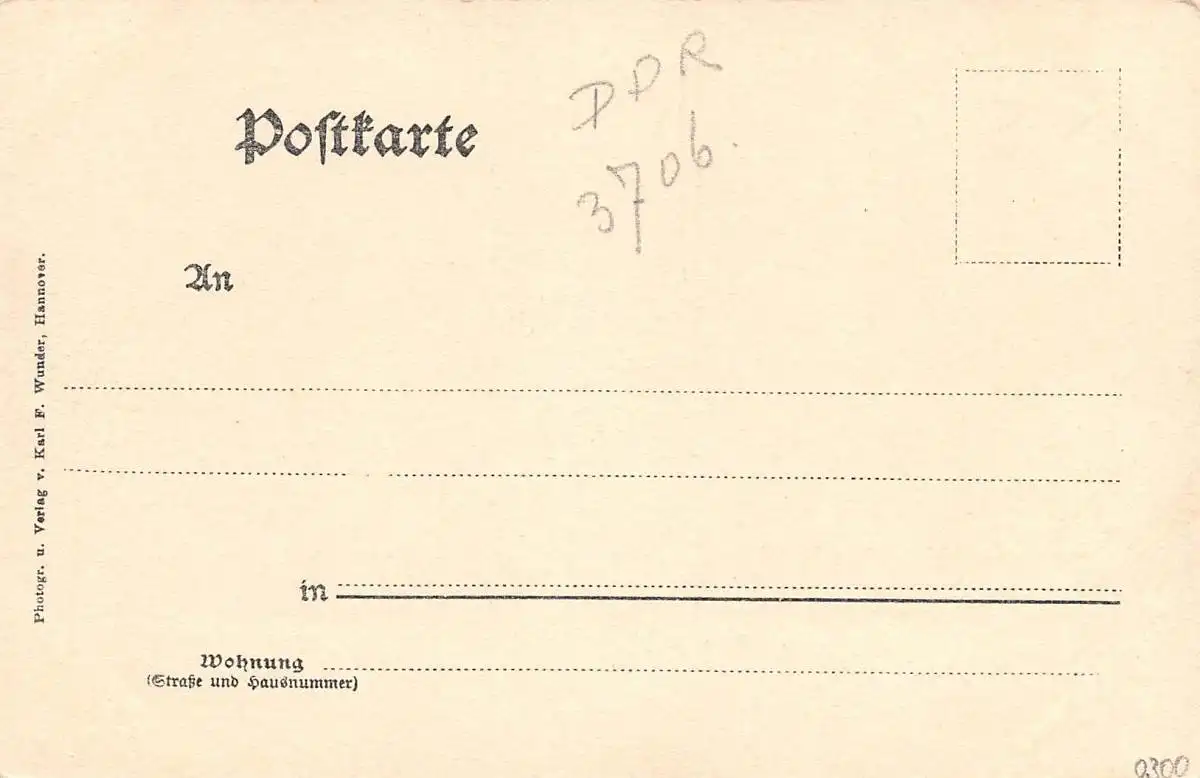 DDR
Postkarte
3706.
An
Photogr. u. Verlag v. Karl F. Wunder, Hannover.
in
Wohnung
(Straße und Hausnummer)
0300